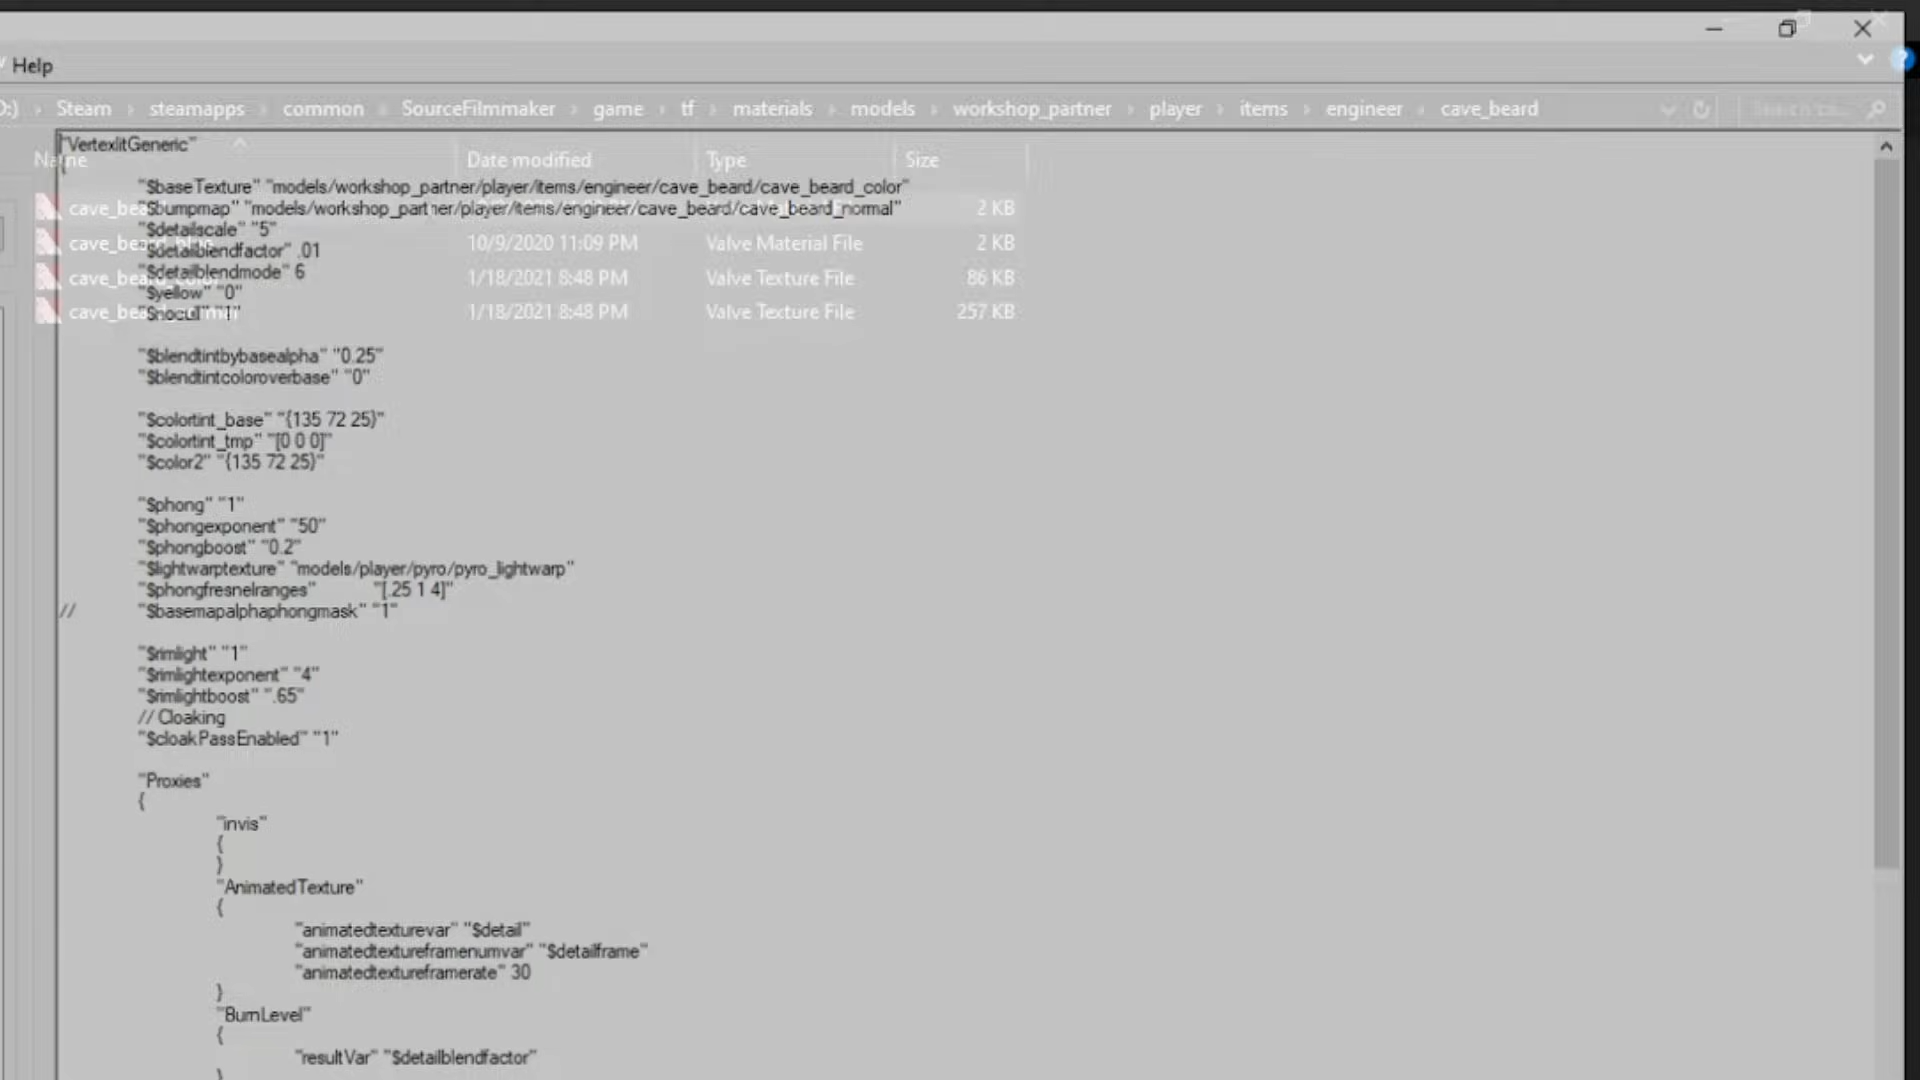 Help
Steam steamapps common SourceFilmmaker game tf materials models workshop_partner player items engineer cave_beard
Name Date modified Type Size
2 KB
10/9/2020 11:09 PM Valve Material File 2 KB
1/18/2021 8:48 PM Valve Texture File 86 KB
1/18/2021 8:48 PM Valve Texture File 257 KB
"VertexlitGeneric"
{
"$baseTexture" "models/workshop_partner/player/items/engineer/cave_beard/cave_beard_color"
"$bumpmap" "models/workshop_partner/player/items/engineer/cave_beard/cave_beard_normal"
"$detailscale" "5"
"$detailblendfactor" .01
"$detailblendmode" 6
"$yellow" "0"
"$nocull" "1"
"$blendtintbybasealpha" "0.25"
"$blendtintcoloroverbase" "0"
"$colortint_base" "{135 72 25}"
"$colortint_tmp" "[0 0 0]"
"$color2" "{135 72 25}"
"$phong" "1"
"$phongexponent" "50"
"$phongboost" "0.2"
"$lightwarptexture" "models/player/pyro/pyro_lightwarp"
"$phongfresnelranges" "[.25 1 4]"
// "$basemapalphaphongmask" "1"
"$rimlight" "1"
"$rimlightexponent" "4"
"$rimlightboost" ".65"
// Cloaking
"$cloakPassEnabled" "1"
"Proxies"
{
"invis"
{
}
"AnimatedTexture"
{
"animatedtexturevar" "$detail"
"animatedtextureframenumvar" "$detailframe"
"animatedtextureframerate" 30
}
"BurnLevel"
{
"resultVar" "$detailblendfactor"
}